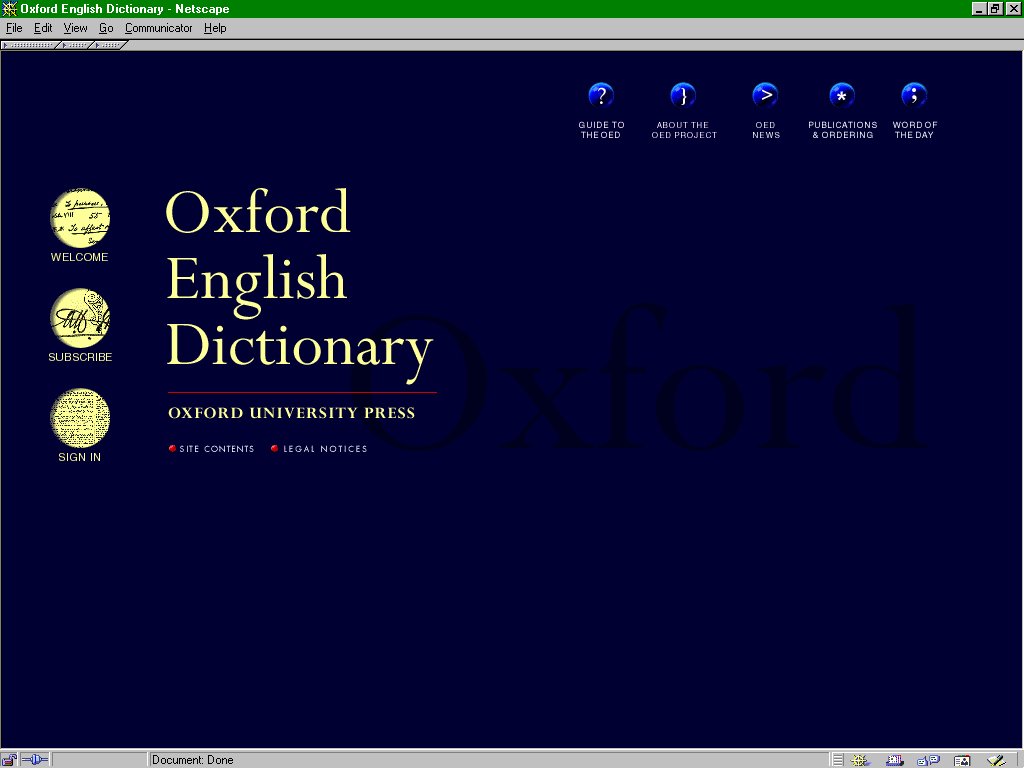 Oxford English Dictionary - Netscape
File Edit View Go Communicator Help
?
}
>
*
;
GUIDE TO
THE OED
ABOUT THE
OED PROJECT
OED
NEWS
PUBLICATIONS
& ORDERING
WORD OF
THE DAY
WELCOME
SUBSCRIBE
SIGN IN
Oxford
English
Dictionary
OXFORD UNIVERSITY PRESS
SITE CONTENTS LEGAL NOTICES
Oxford
Document: Done